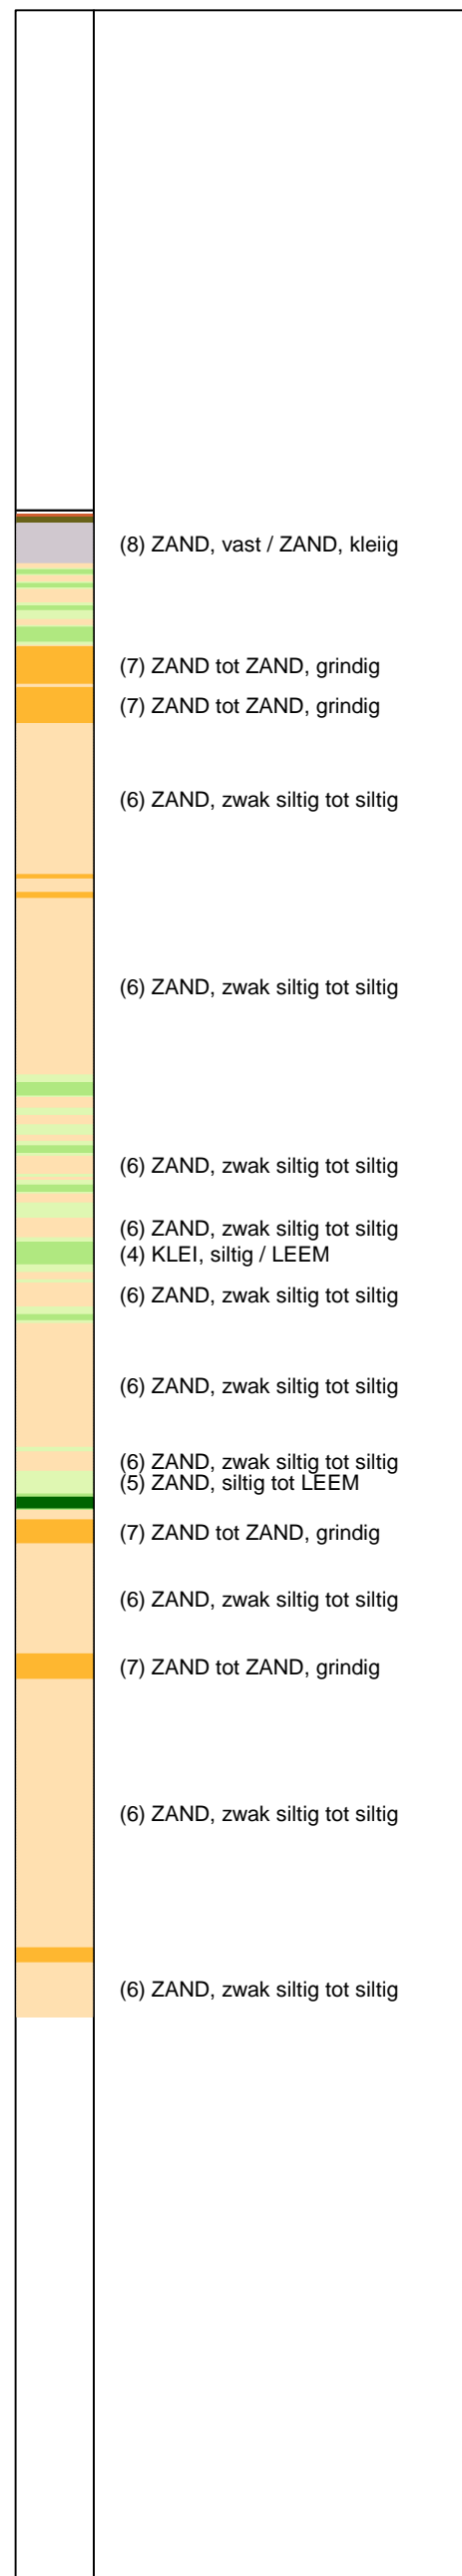 (8) ZAND, vast / ZAND, kleiig
(7) ZAND tot ZAND, grindig
(7) ZAND tot ZAND, grindig
(6) ZAND, zwak siltig tot siltig
(6) ZAND, zwak siltig tot siltig
(6) ZAND, zwak siltig tot siltig
(6) ZAND, zwak siltig tot siltig
(4) KLEI, siltig / LEEM
(6) ZAND, zwak siltig tot siltig
(6) ZAND, zwak siltig tot siltig
(6) ZAND, zwak siltig tot siltig
(5) ZAND, siltig tot LEEM
(7) ZAND tot ZAND, grindig
(6) ZAND, zwak siltig tot siltig
(7) ZAND tot ZAND, grindig
(6) ZAND, zwak siltig tot siltig
(6) ZAND, zwak siltig tot siltig